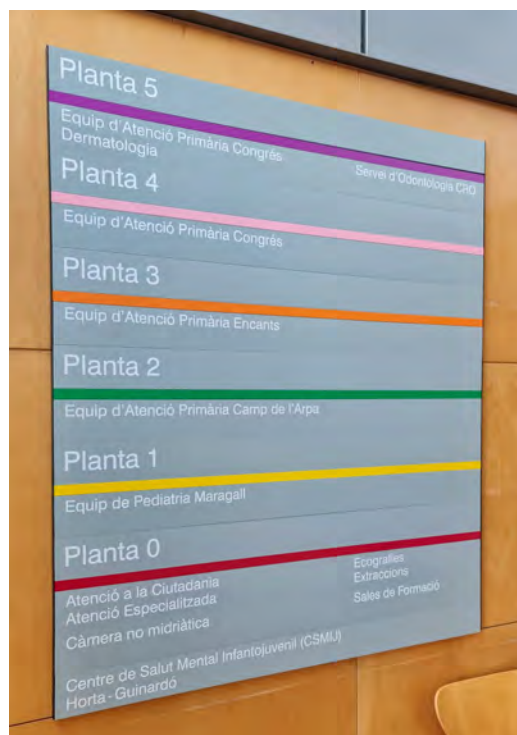 Planta 5
Equip d'Atenció Primària Congrés
Dermatologia
Servei d'Odontologia CRO
Planta 4
Equip d'Atenció Primària Congrés
Planta 3
Equip d'Atenció Primària Encants
Planta 2
Equip d'Atenció Primària Camp de l'Arpa
Planta 1
Equip de Pediatria Maragall
Planta 0
Atenció a la Ciutadania
Atenció Especialitzada
Càmera no midriàtica
Ecografies
Extraccions
Sales de Formació
Centre de Salut Mental Infantojuvenil (CSMIJ)
Horta-Guinardó